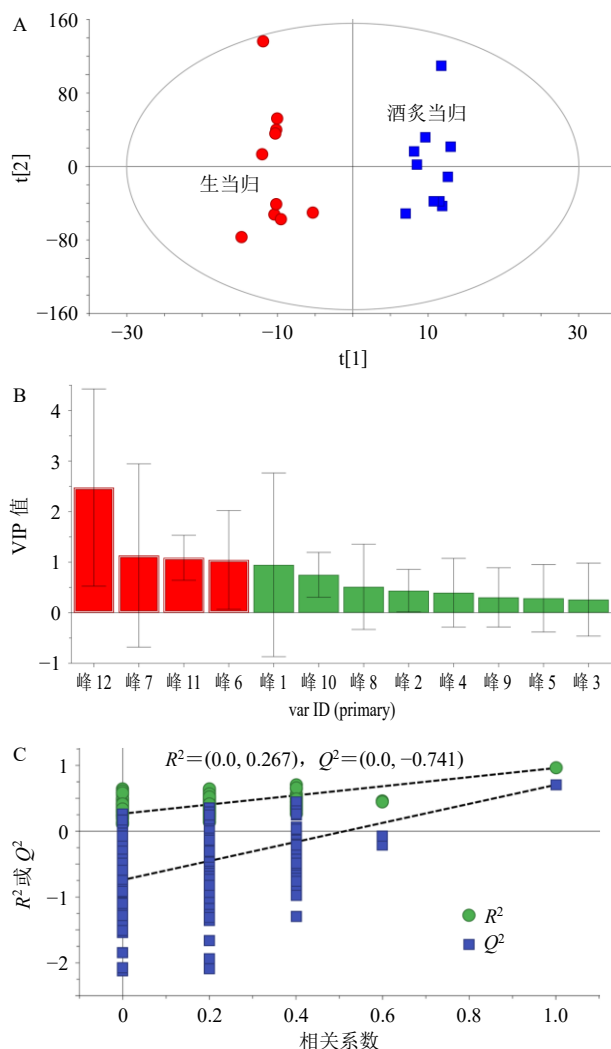 A
160
80
0
−80
−160
t[2]
生当归
酒炙当归
−30
−10
10
30
t[1]
B
4
3
2
1
0
−1
VIP 值
峰 12
峰 7
峰 11
峰 6
峰 1
峰 10
峰 8
峰 2
峰 4
峰 9
峰 5
峰 3
var ID (primary)
C
R²=(0.0, 0.267)，Q²=(0.0, −0.741)
1
0
−1
−2
R²或 Q²
R²
Q²
0
0.2
0.4
0.6
0.8
1.0
相关系数